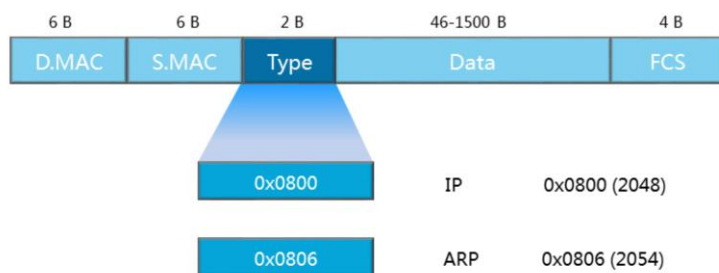 6 B 6 B 2 B 46-1500 B 4 B
D.MAC S.MAC Type Data FCS
0x0800 IP 0x0800 (2048)
0x0806 ARP 0x0806 (2054)